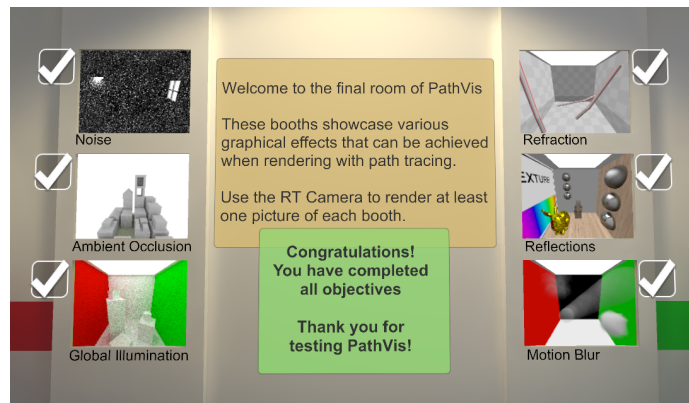 Noise
Ambient Occlusion
Global Illumination
Welcome to the final room of PathVis
These booths showcase various
graphical effects that can be achieved
when rendering with path tracing.
Use the RT Camera to render at least
one picture of each booth.
Congratulations!
You have completed
all objectives
Thank you for
testing PathVis!
Refraction
EXTURE
Reflections
Motion Blur